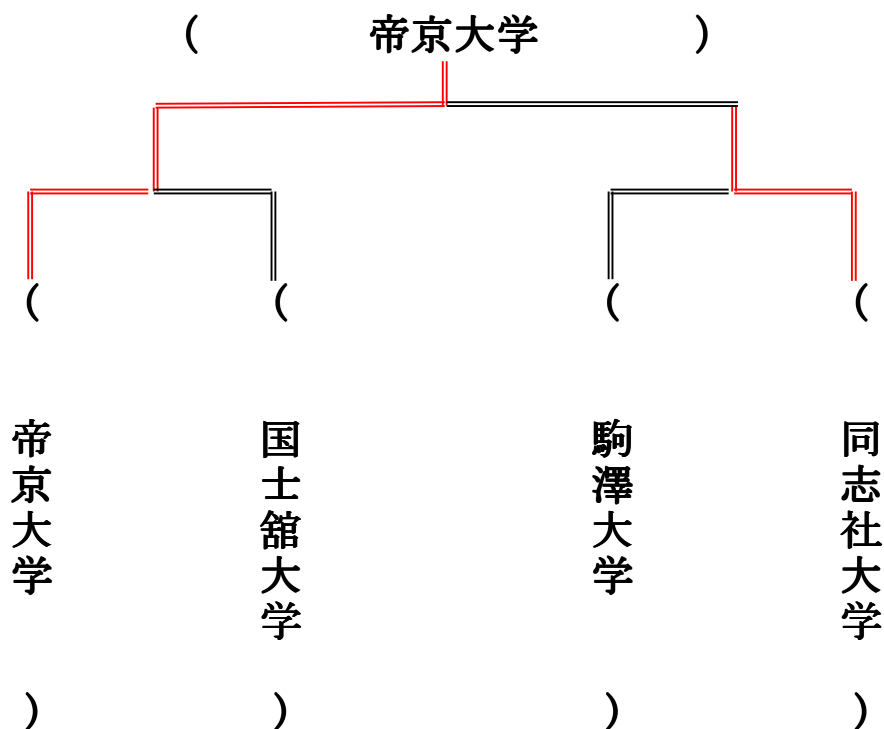 ( 帝京大学 )
( 帝京大学 )
( 国士舘大学 )
( 駒澤大学 )
( 同志社大学 )